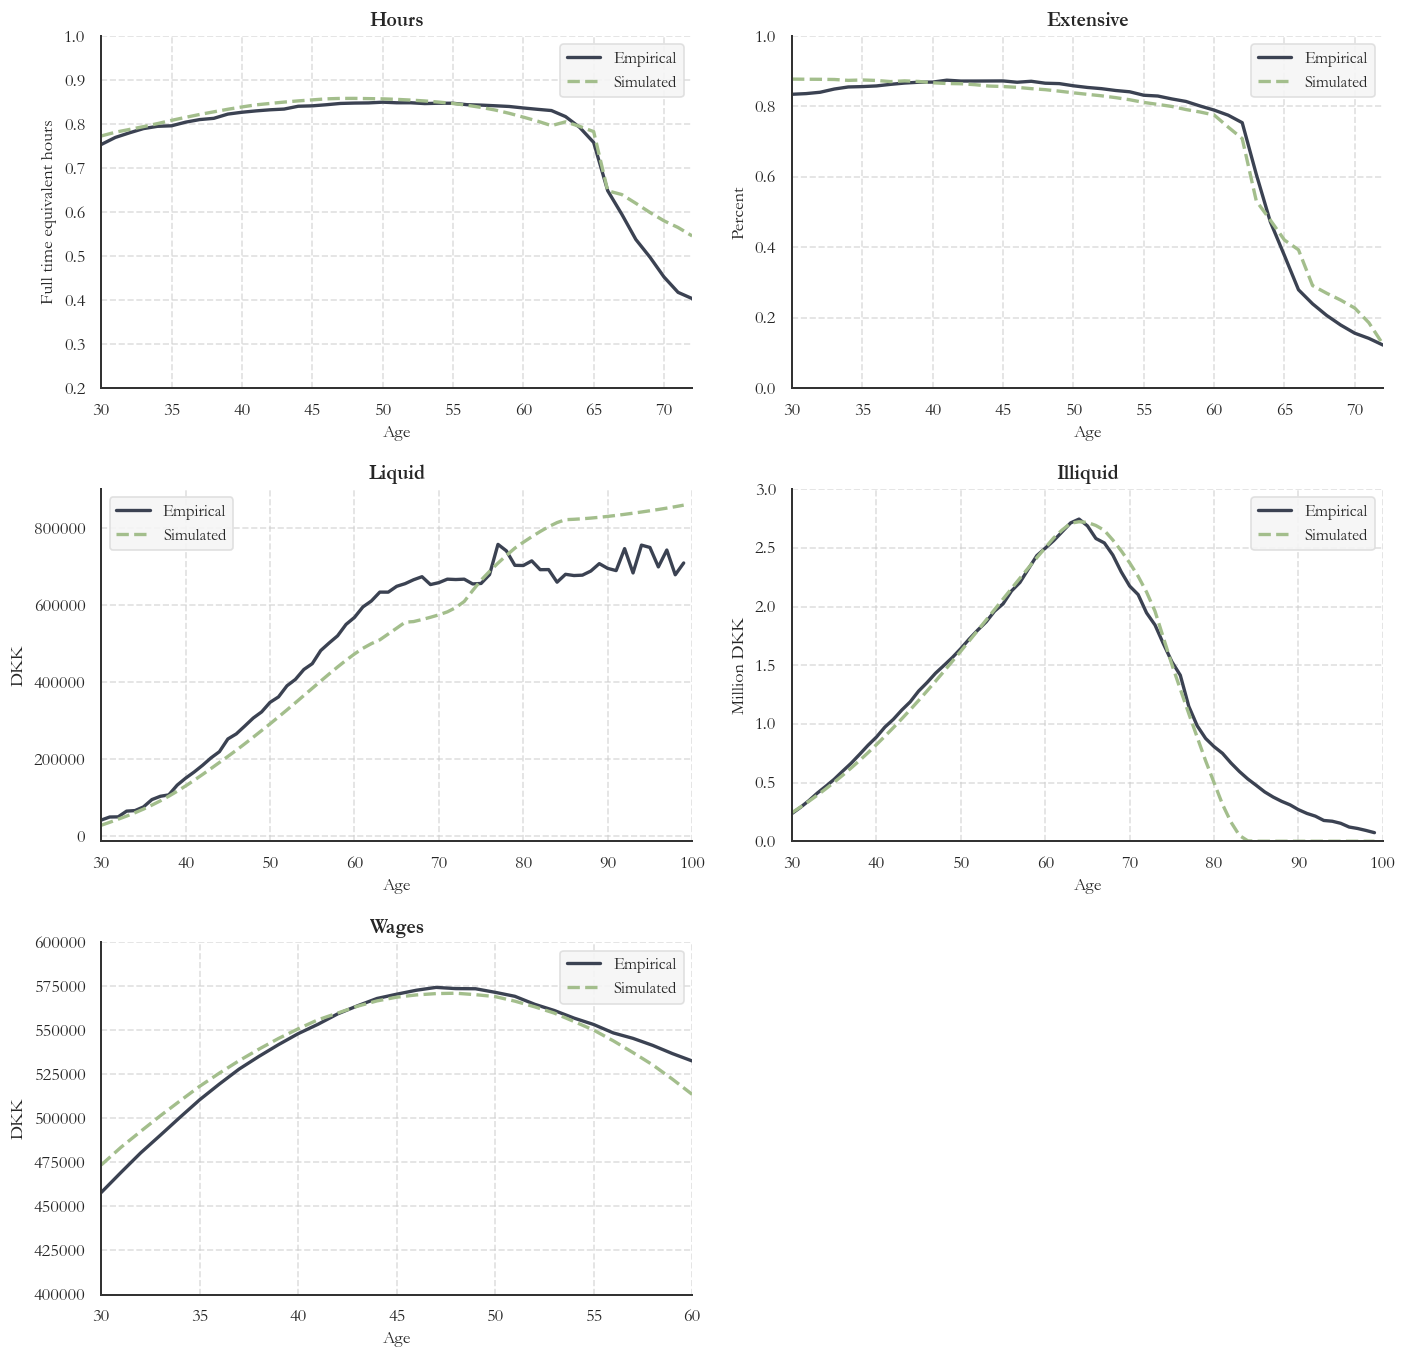 Hours
Empirical
Simulated
Full time equivalent hours
1.0
0.9
0.8
0.7
0.6
0.5
0.4
0.3
0.2
30 35 40 45 50 55 60 65 70
Age
Extensive
Empirical
Simulated
Percent
1.0
0.8
0.6
0.4
0.2
0.0
30 35 40 45 50 55 60 65 70
Age
Liquid
Empirical
Simulated
DKK
800000
600000
400000
200000
0
30 40 50 60 70 80 90 100
Age
Illiquid
Empirical
Simulated
Million DKK
3.0
2.5
2.0
1.5
1.0
0.5
0.0
30 40 50 60 70 80 90 100
Age
Wages
Empirical
Simulated
DKK
600000
575000
550000
525000
500000
475000
450000
425000
400000
30 35 40 45 50 55 60
Age